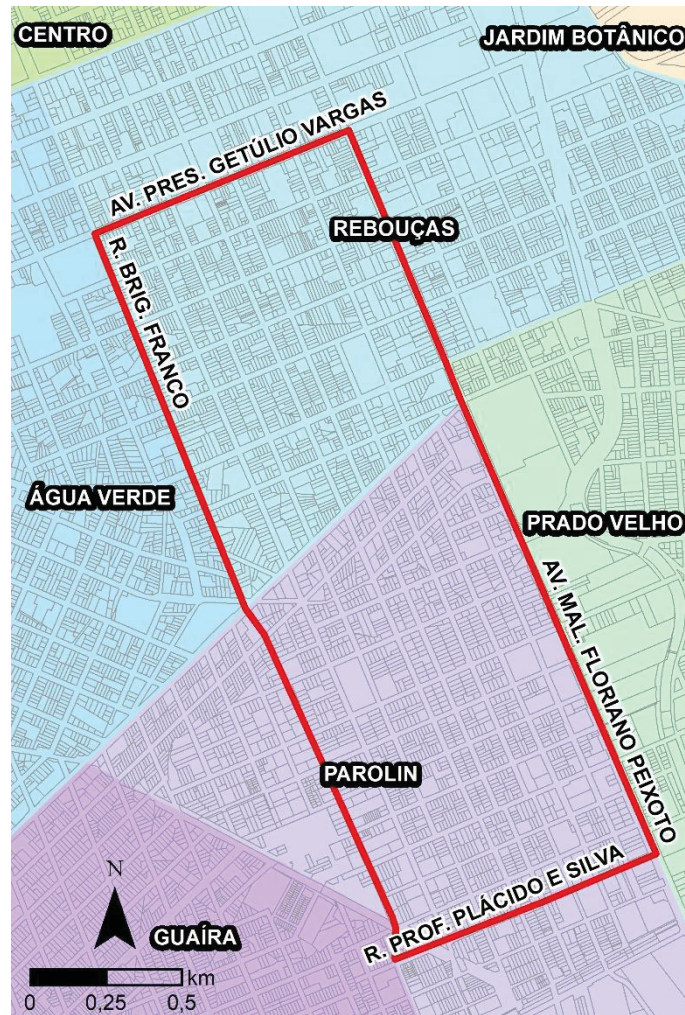 CENTRO
JARDIM BOTÂNICO
AV. PRES. GETÚLIO VARGAS
REBOUÇAS
R. BRIG. FRANCO
ÁGUA VERDE
PRADO VELHO
AV. MAL. FLORIANO PEIXOTO
PAROLIN
R. PROF. PLÁCIDO E SILVA
N
GUAÍRA
km
0 0,25 0,5